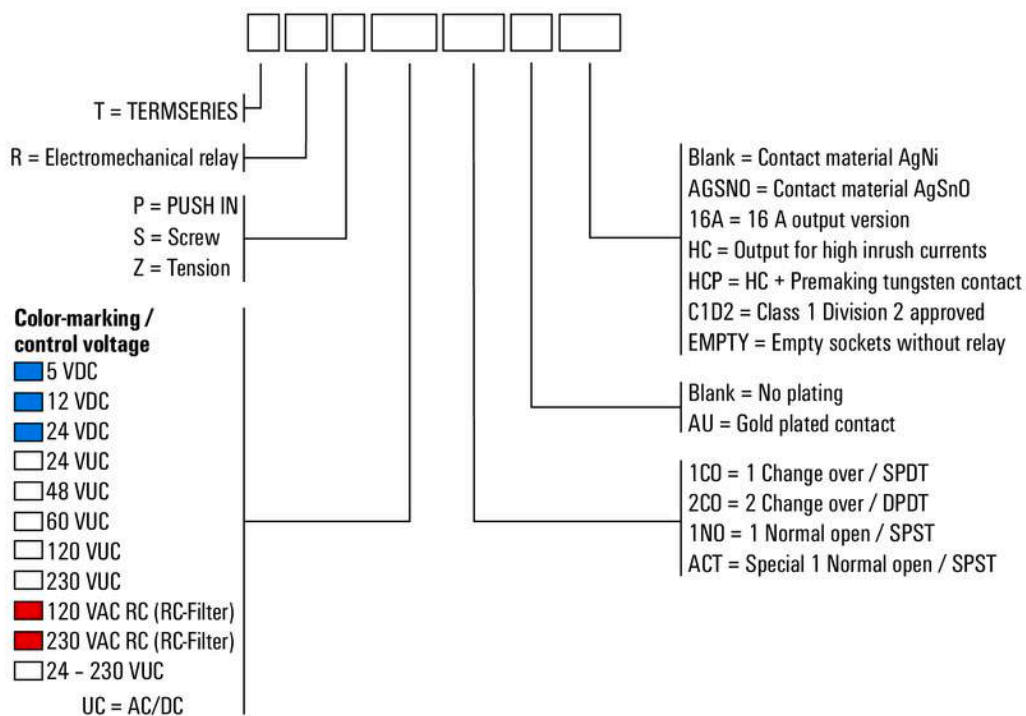 T = TERMSERIES
R = Electromechanical relay
P = PUSH IN
S = Screw
Z = Tension
Color-marking /
control voltage
5 VDC
12 VDC
24 VDC
24 VUC
48 VUC
60 VUC
120 VUC
230 VUC
120 VAC RC (RC-Filter)
230 VAC RC (RC-Filter)
24 – 230 VUC
UC = AC/DC
Blank = Contact material AgNi
AGSNO = Contact material AgSnO
16A = 16 A output version
HC = Output for high inrush currents
HCP = HC + Premaking tungsten contact
C1D2 = Class 1 Division 2 approved
EMPTY = Empty sockets without relay
Blank = No plating
AU = Gold plated contact
1CO = 1 Change over / SPDT
2CO = 2 Change over / DPDT
1NO = 1 Normal open / SPST
ACT = Special 1 Normal open / SPST